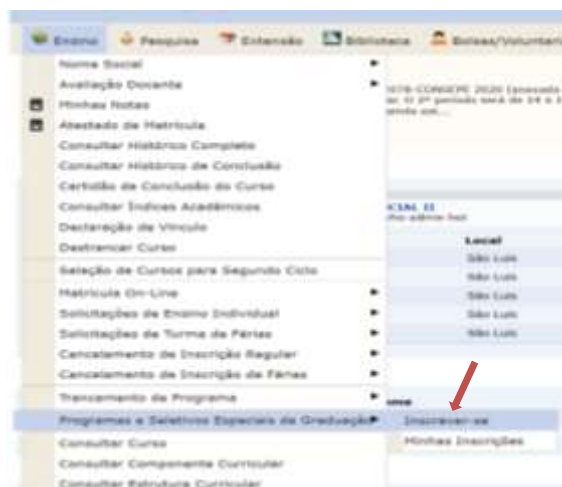 Ensino Pesquisa Extensão Biblioteca Bolsas/Voluntari
Nome Social
Avaliação Docente
Minhas Notas
Atestado de Matrícula
Consultar Histórico Completo
Consultar Histórico de Conclusão
Certidão de Conclusão do Curso
Consultar Índices Acadêmicos
Declaração de Vínculo
Destrancar Curso
Seleção de Cursos para Segundo Ciclo
Matrícula On-Line
Solicitações de Ensino Individual
Solicitações de Turma de Férias
Cancelamento de Inscrição Regular
Cancelamento de Inscrição de Férias
Trancamento de Programa
Programas e Seletivos Especiais da Graduação
Inscrever-se
Minhas Inscrições
Consultar Curso
Consultar Componente Curricular
Consultar Estrutura Curricular
CIAL II
Local
São Luís
São Luís
São Luís
São Luís
São Luís